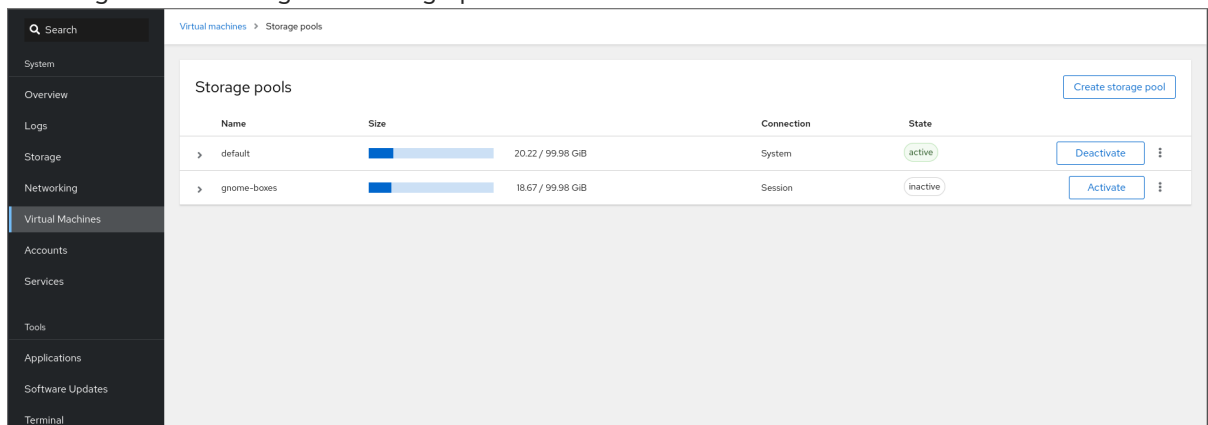 Search
System
Overview
Logs
Storage
Networking
Virtual Machines
Accounts
Services
Tools
Applications
Software Updates
Terminal
Virtual machines > Storage pools
Storage pools
Create storage pool
Name Size Connection State
default 20.22 / 99.98 GiB System active Deactivate
gnome-boxes 18.67 / 99.98 GiB Session inactive Activate